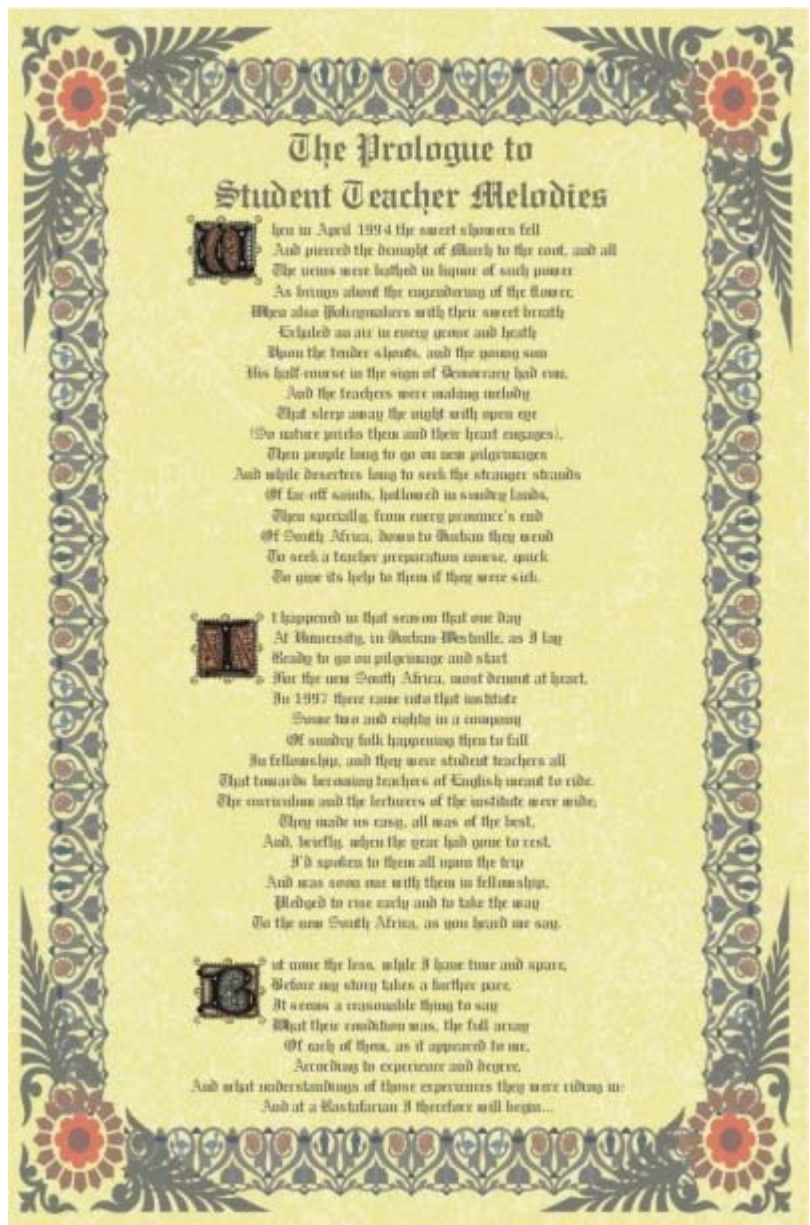 The Prologue to
Student Teacher Melodies
When in April 1994 the sweet showers fell
And pierced the drought of March to the root, and all
The veins were bathed in liquor of such power
As brings about the engendering of the flower,
When also Policymakers with their sweet breath
Exhaled an air in every grove and heath
Upon the tender shoots, and the young sun
His half-course in the sign of Democracy had run,
And the teachers were making melody
That sleep away the night with open eye
(So nature pricks them and their heart engages),
Then people long to go on new pilgrimages
And while deserters long to seek the stranger strands
Of far off saints, hallowed in sundry lands,
Then specially, from every province's end
Of South Africa, down to Durban they wend
To seek a teacher preparation course, quick
To give its help to them if they were sick.
It happened in that season that one day
At University, in Durban-Westville, as I lay
Ready to go on pilgrimage and start
For the new South Africa, most devout at heart,
In 1997 there came into that institute
Some two and eighty in a company
Of sundry folk happening then to fall
In fellowship, and they were student teachers all
That towards becoming teachers of English meant to ride.
The curriculum and the lecturers of the institute were wide;
They made us easy, all was of the best,
And, briefly, when the year had gone to rest,
I'd spoken to them all upon the trip
And was soon one with them in fellowship,
Pledged to rise early and to take the way
To the new South Africa, as you heard me say.
But none the less, while I have time and space,
Before my story takes a further pace,
It seems a reasonable thing to say
What their condition was, the full array
Of each of them, as it appeared to me,
According to experience and degree,
And what understandings of those experiences they were riding in:
And at a Rastafarian I therefore will begin...